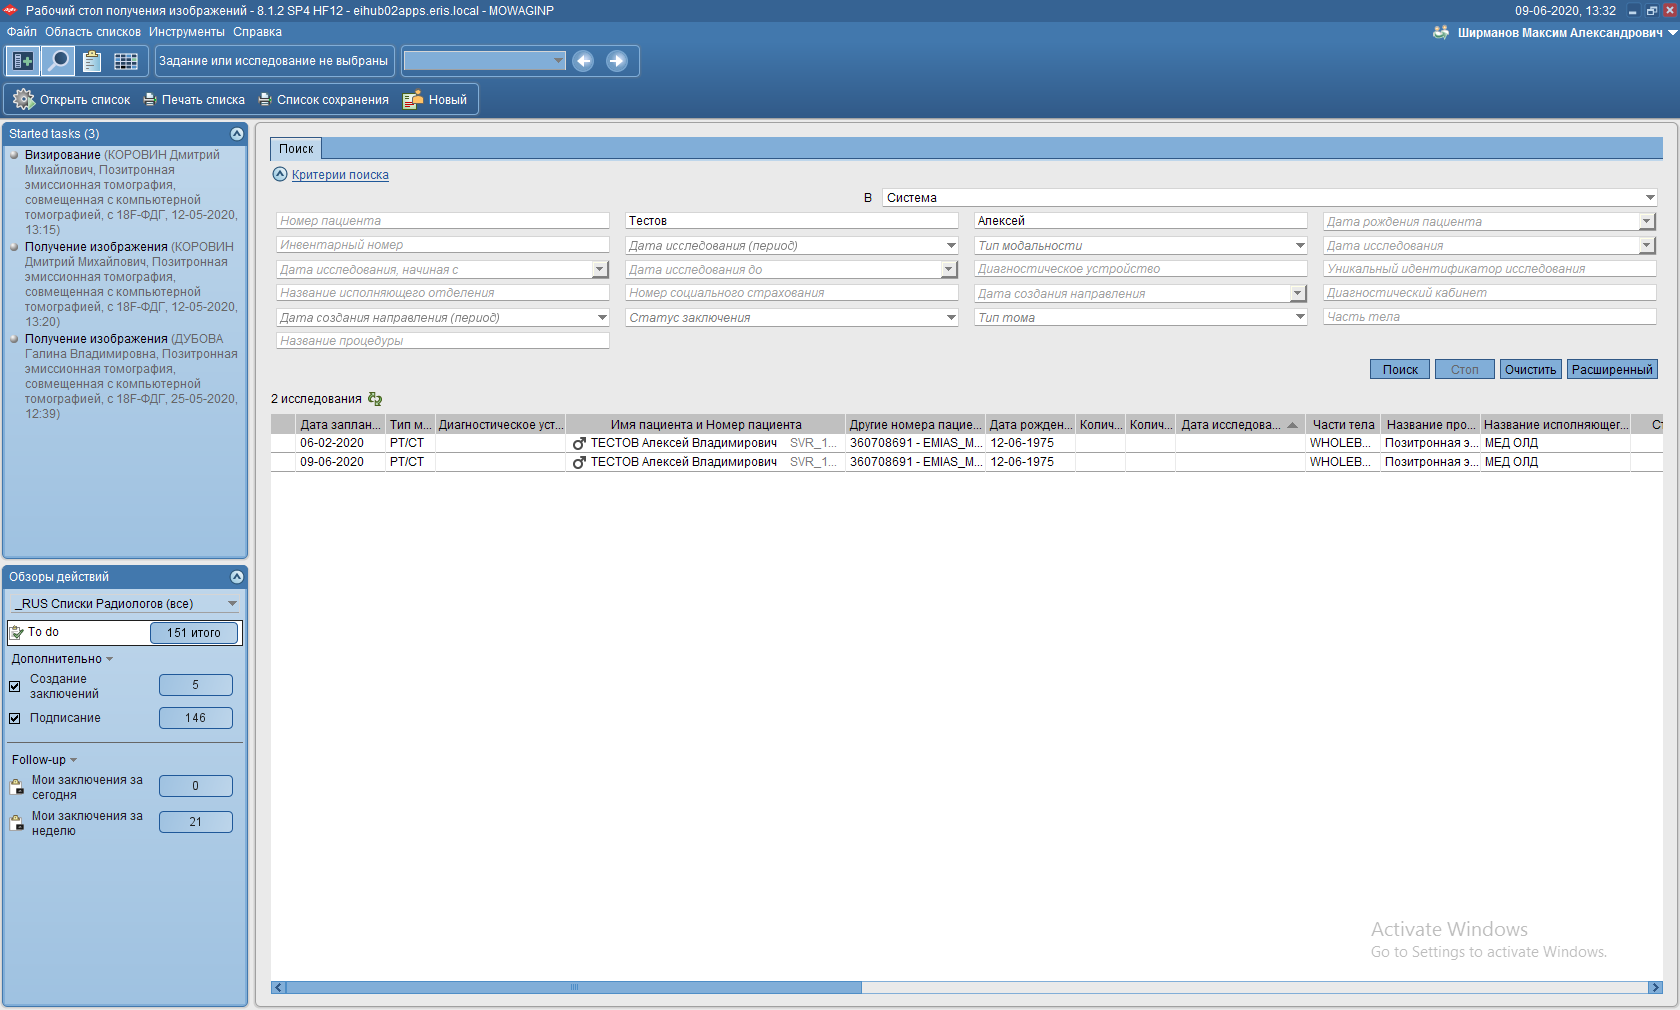 Рабочий стол получения изображений - 8.1.2 SP4 HF12 - eihub02apps.eris.local - MOWAGINP
09-06-2020, 13:32
Файл Область списков Инструменты Справка
Ширманов Максим Александрович
Задание или исследование не выбраны
Открыть список Печать списка Список сохранения Новый
Started tasks (3)
Визирование (КОРОВИН Дмитрий
Михайлович, Позитронная
эмиссионная томография,
совмещенная с компьютерной
томографией, с 18F-ФДГ, 12-05-2020,
13:15)
Получение изображения (КОРОВИН
Дмитрий Михайлович, Позитронная
эмиссионная томография,
совмещенная с компьютерной
томографией, с 18F-ФДГ, 12-05-2020,
13:20)
Получение изображения (ДУБОВА
Галина Владимировна, Позитронная
эмиссионная томография,
совмещенная с компьютерной
томографией, с 18F-ФДГ, 25-05-2020,
12:39)
Обзоры действий
_RUS Списки Радиологов (все)
To do 151 итого
Дополнительно
Создание
заключений
5
Подписание 146
Follow-up
Мои заключения за
сегодня
0
Мои заключения за
неделю
21
Поиск
Критерии поиска
В Система
Номер пациента Тестов Алексей Дата рождения пациента
Инвентарный номер Дата исследования (период) Тип модальности Дата исследования
Дата исследования, начиная с Дата исследования до Диагностическое устройство Уникальный идентификатор исследования
Название исполняющего отделения Номер социального страхования Дата создания направления Диагностический кабинет
Дата создания направления (период) Статус заключения Тип тома Часть тела
Название процедуры
Поиск Стоп Очистить Расширенный
2 исследования
Дата заплан... Тип м... Диагностическое уст... Имя пациента и Номер пациента Другие номера пацие... Дата рожден... Колич... Колич... Дата исследова... Части тела Название про... Название исполняющег... Ст
06-02-2020 PT/CT ТЕСТОВ Алексей Владимирович SVR_1... 360708691 - EMIAS_M... 12-06-1975 WHOLEB... Позитронная э... МЕД ОЛД
09-06-2020 PT/CT ТЕСТОВ Алексей Владимирович SVR_1... 360708691 - EMIAS_M... 12-06-1975 WHOLEB... Позитронная э... МЕД ОЛД
Activate Windows
Go to Settings to activate Windows.